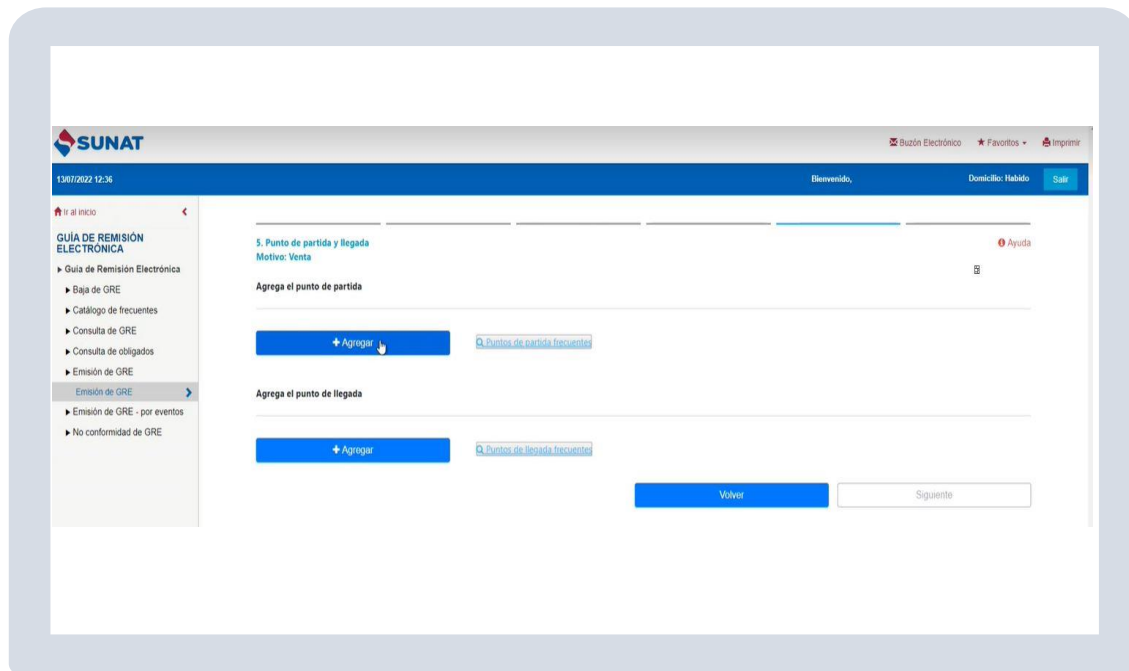 SUNAT
Buzón Electrónico
Favoritos
Imprimir
13/07/2022 12:36
Bienvenido,
Domicilio: Habido
Salir
Ir al inicio
GUÍA DE REMISIÓN
ELECTRÓNICA
Guia de Remisión Electrónica
Baja de GRE
Catálogo de frecuentes
Consulta de GRE
Consulta de obligados
Emisión de GRE
Emisión de GRE
Emisión de GRE - por eventos
No conformidad de GRE
5. Punto de partida y llegada
Motivo: Venta
Ayuda
Agrega el punto de partida
+ Agregar
Puntos de partida frecuentes
Agrega el punto de llegada
+ Agregar
Puntos de llegada frecuentes
Volver
Siguiente